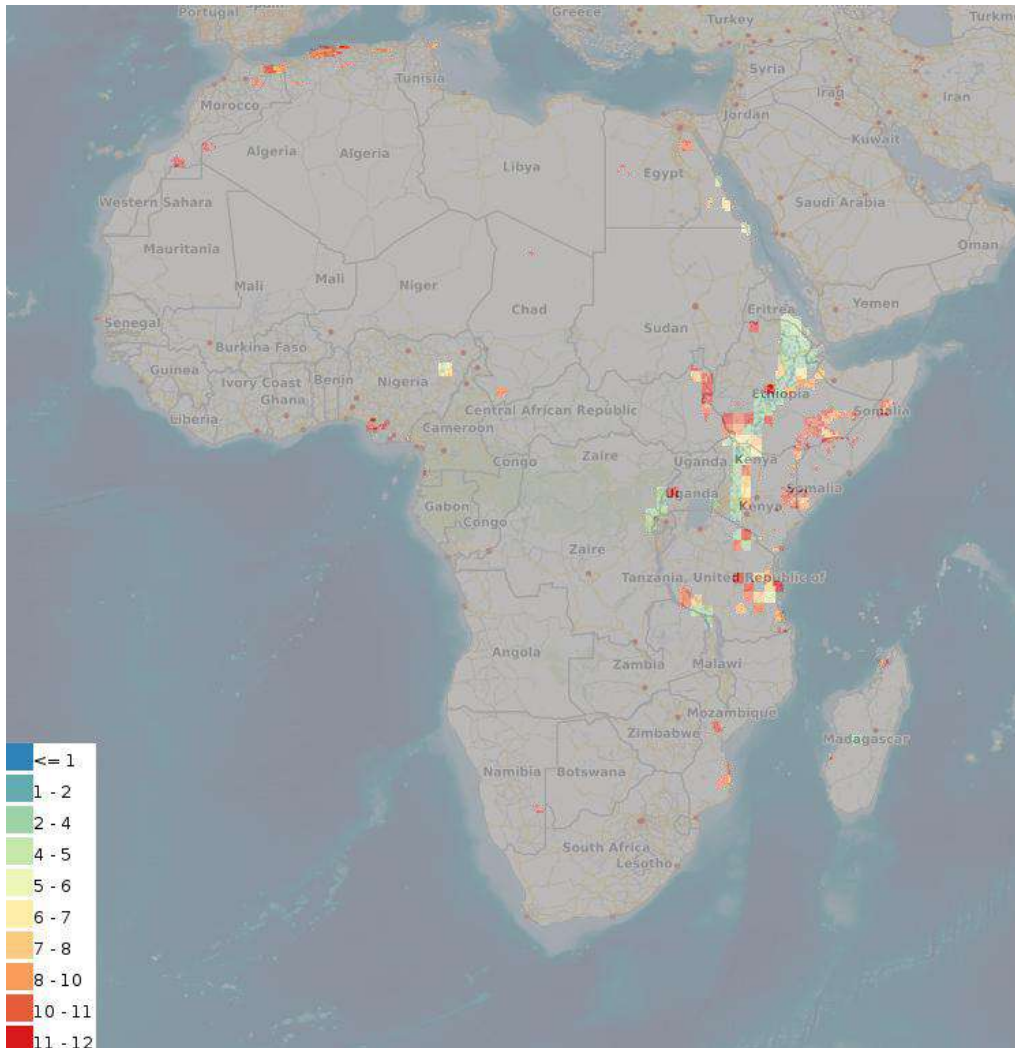 Portugal
Spain
Greece
Turkey
Turkm
Tunisia
Syria
Iraq
Iran
Morocco
Jordan
Kuwait
Algeria
Algeria
Libya
Egypt
Western Sahara
Saudi Arabia
Mauritania
Oman
Mali
Mali
Niger
Chad
Yemen
Senegal
Sudan
Eritrea
Burkina Faso
Guinea
Ivory Coast
Benin
Nigeria
Ethiopia
Ghana
Liberia
Central African Republic
Somalia
Cameroon
Congo
Zaire
Uganda
Kenya
Uganda
Somalia
Gabon
Kenya
Congo
Zaire
Tanzania, United Republic of
Angola
Zambia
Malawi
Mozambique
Zimbabwe
Madagascar
Namibia
Botswana
South Africa
Lesotho
<= 1
1 - 2
2 - 4
4 - 5
5 - 6
6 - 7
7 - 8
8 - 10
10 - 11
11 - 12